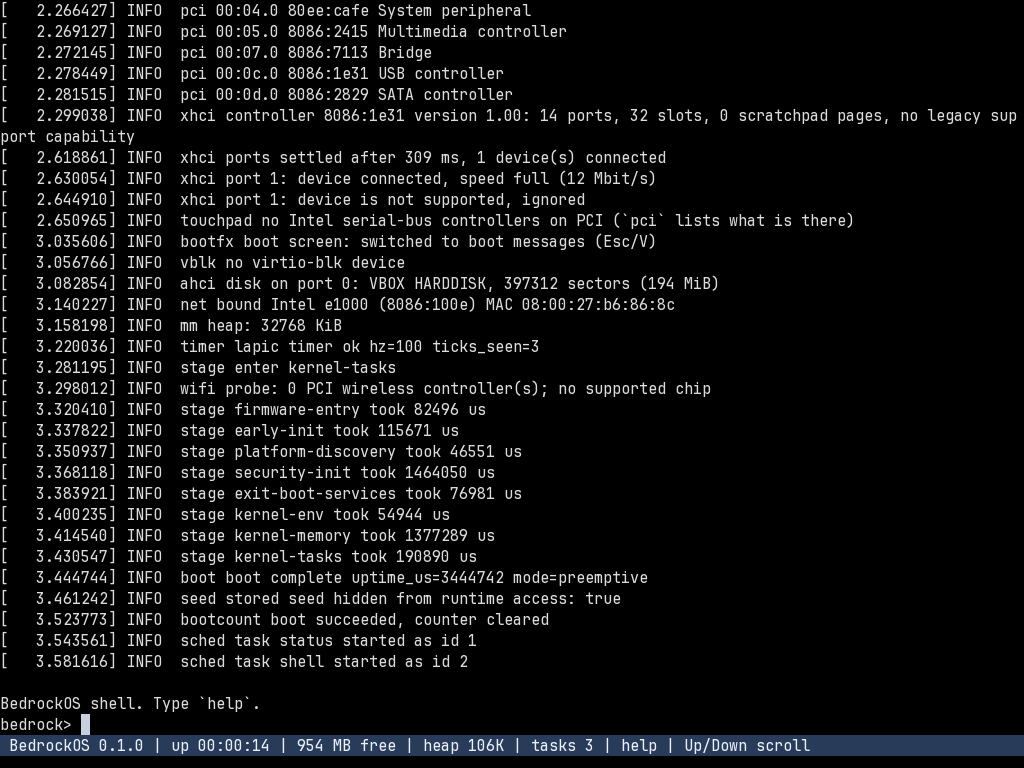 [    2.266427] INFO  pci 00:04.0 80ee:cafe System peripheral
[    2.269127] INFO  pci 00:05.0 8086:2415 Multimedia controller
[    2.272145] INFO  pci 00:07.0 8086:7113 Bridge
[    2.278449] INFO  pci 00:0c.0 8086:1e31 USB controller
[    2.281515] INFO  pci 00:0d.0 8086:2829 SATA controller
[    2.299038] INFO  xhci controller 8086:1e31 version 1.00: 14 ports, 32 slots, 0 scratchpad pages, no legacy sup
port capability
[    2.618861] INFO  xhci ports settled after 309 ms, 1 device(s) connected
[    2.630054] INFO  xhci port 1: device connected, speed full (12 Mbit/s)
[    2.644910] INFO  xhci port 1: device is not supported, ignored
[    2.650965] INFO  touchpad no Intel serial-bus controllers on PCI (`pci` lists what is there)
[    3.035606] INFO  bootfx boot screen: switched to boot messages (Esc/V)
[    3.056766] INFO  vblk no virtio-blk device
[    3.082854] INFO  ahci disk on port 0: VBOX HARDDISK, 397312 sectors (194 MiB)
[    3.140227] INFO  net bound Intel e1000 (8086:100e) MAC 08:00:27:b6:86:8c
[    3.158198] INFO  mm heap: 32768 KiB
[    3.220036] INFO  timer lapic timer ok hz=100 ticks_seen=3
[    3.281195] INFO  stage enter kernel-tasks
[    3.298012] INFO  wifi probe: 0 PCI wireless controller(s); no supported chip
[    3.320410] INFO  stage firmware-entry took 82496 us
[    3.337822] INFO  stage early-init took 115671 us
[    3.350937] INFO  stage platform-discovery took 46551 us
[    3.368118] INFO  stage security-init took 1464050 us
[    3.383921] INFO  stage exit-boot-services took 76981 us
[    3.400235] INFO  stage kernel-env took 54944 us
[    3.414540] INFO  stage kernel-memory took 1377289 us
[    3.430547] INFO  stage kernel-tasks took 190890 us
[    3.444744] INFO  boot boot complete uptime_us=3444742 mode=preemptive
[    3.461242] INFO  seed stored seed hidden from runtime access: true
[    3.523773] INFO  bootcount boot succeeded, counter cleared
[    3.543561] INFO  sched task status started as id 1
[    3.581616] INFO  sched task shell started as id 2
BedrockOS shell. Type `help`.
bedrock>
BedrockOS 0.1.0 | up 00:00:14 | 954 MB free | heap 106K | tasks 3 | help | Up/Down scroll